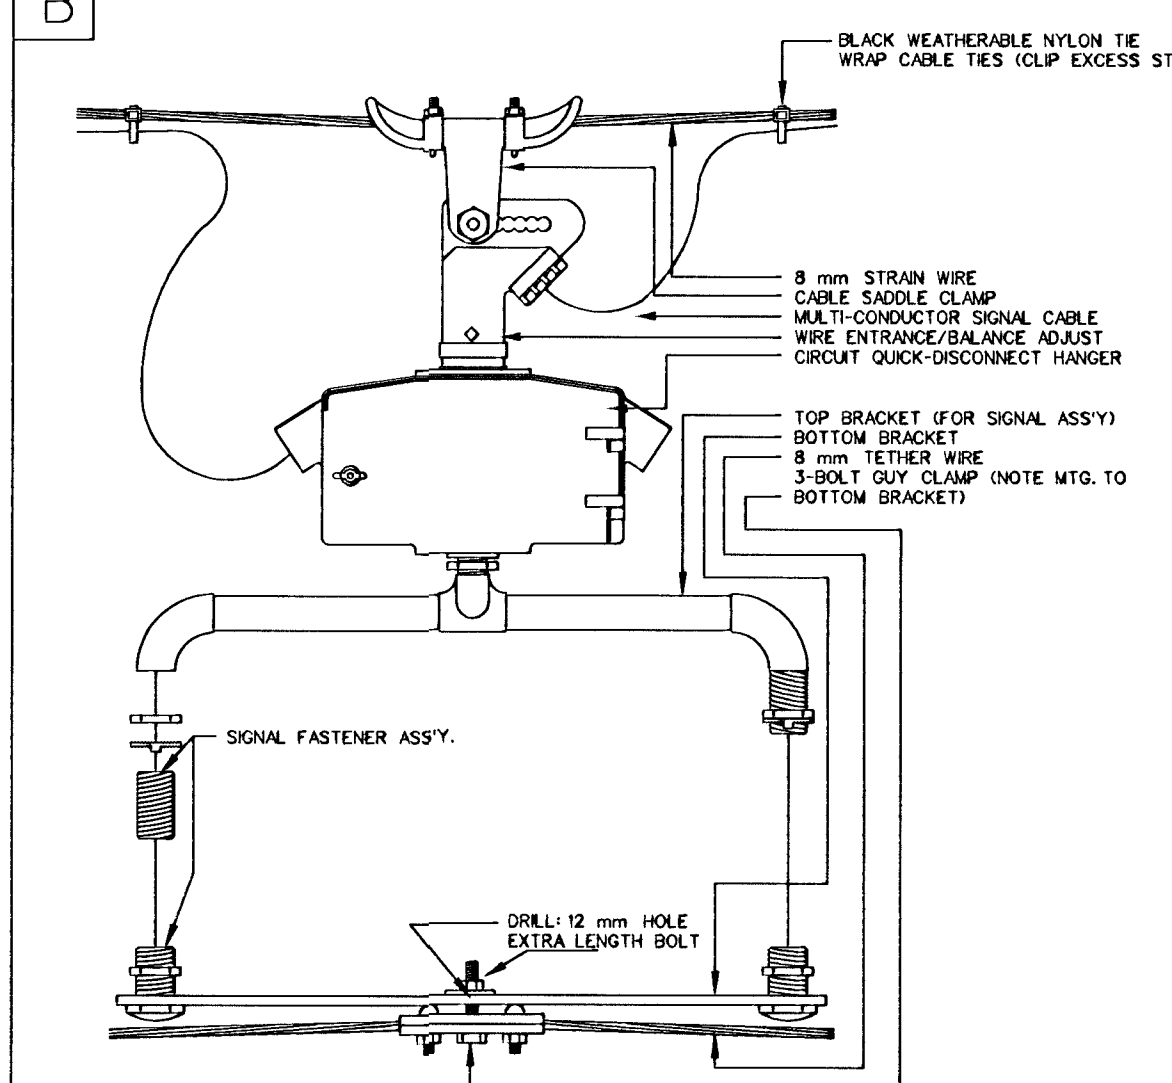 B
BLACK WEATHERABLE NYLON TIE
WRAP CABLE TIES (CLIP EXCESS ST
8 mm STRAIN WIRE
CABLE SADDLE CLAMP
MULTI-CONDUCTOR SIGNAL CABLE
WIRE ENTRANCE/BALANCE ADJUST
CIRCUIT QUICK-DISCONNECT HANGER
TOP BRACKET (FOR SIGNAL ASS'Y)
BOTTOM BRACKET
8 mm TETHER WIRE
3-BOLT GUY CLAMP (NOTE MTG. TO
BOTTOM BRACKET)
SIGNAL FASTENER ASS'Y.
DRILL: 12 mm HOLE
EXTRA LENGTH BOLT